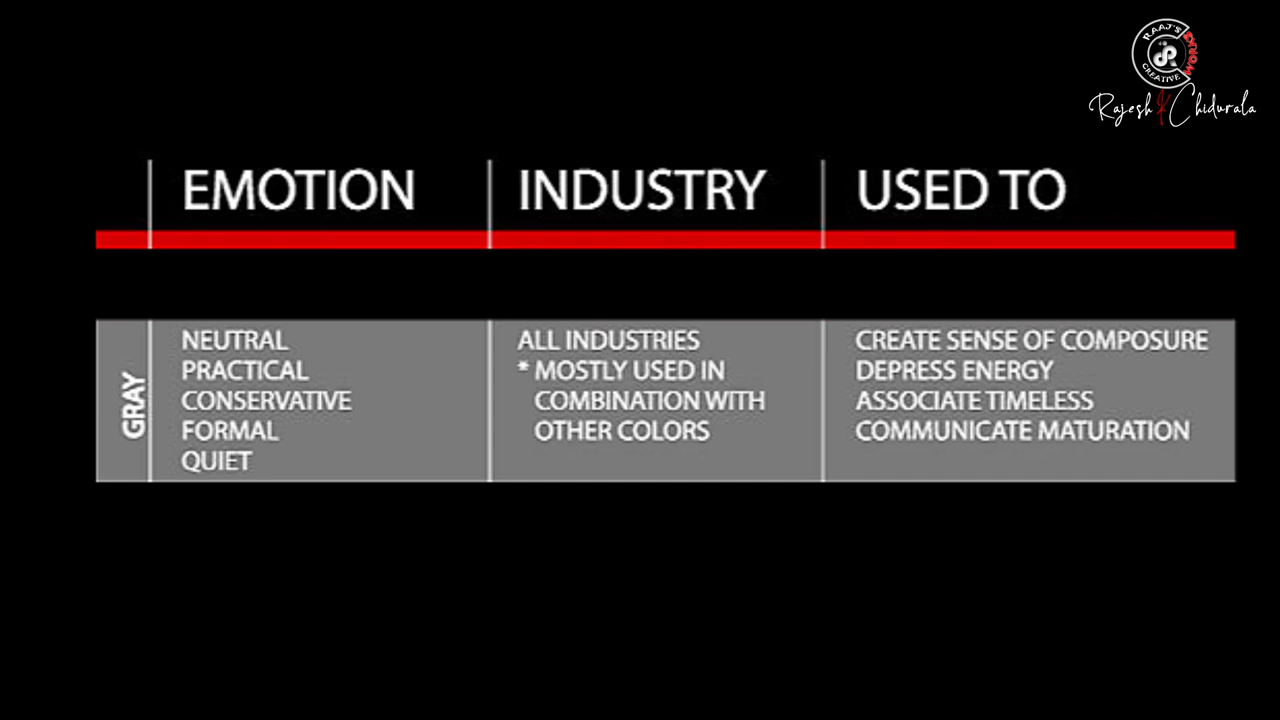 RAAJ'S
CREATIVE
WORKS
Rajesh K Chidurala
EMOTION
INDUSTRY
USED TO
GRAY
NEUTRAL
PRACTICAL
CONSERVATIVE
FORMAL
QUIET
ALL INDUSTRIES
* MOSTLY USED IN
COMBINATION WITH
OTHER COLORS
CREATE SENSE OF COMPOSURE
DEPRESS ENERGY
ASSOCIATE TIMELESS
COMMUNICATE MATURATION